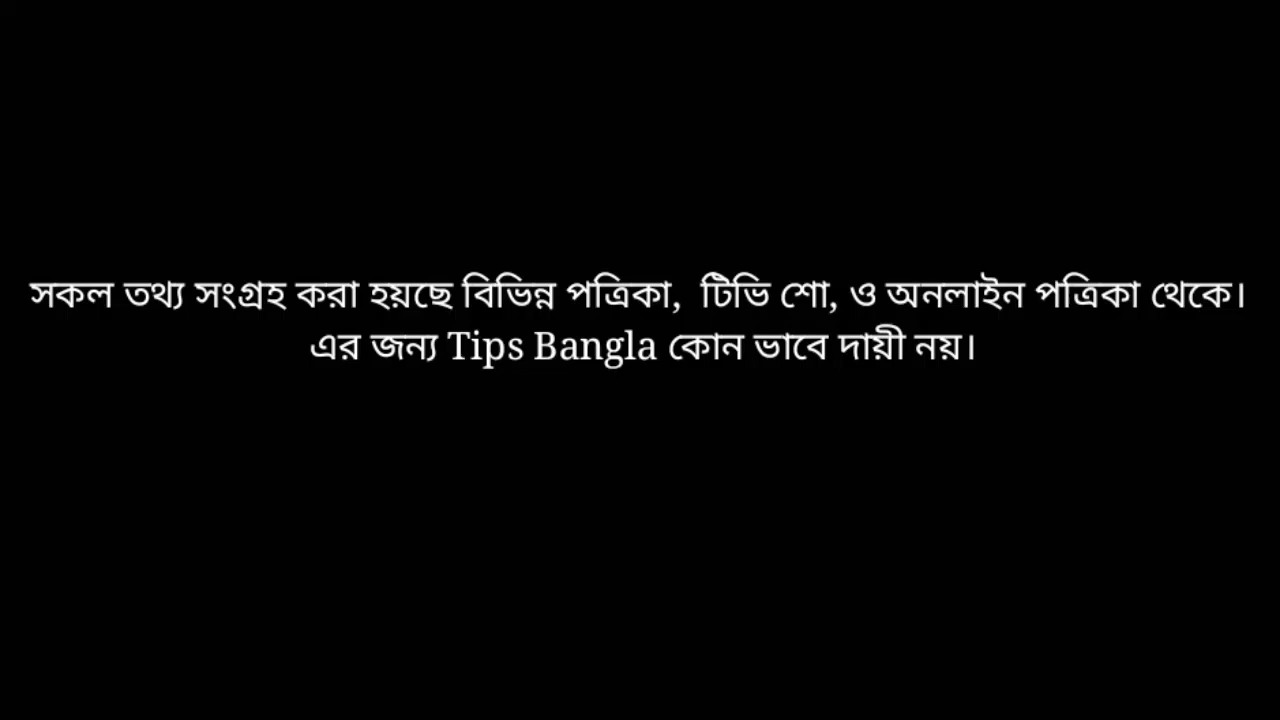 সকল তথ্য সংগ্রহ করা হয়ছে বিভিন্ন পত্রিকা, টিভি শো, ও অনলাইন পত্রিকা থেকে।
এর জন্য Tips Bangla কোন ভাবে দায়ী নয়।